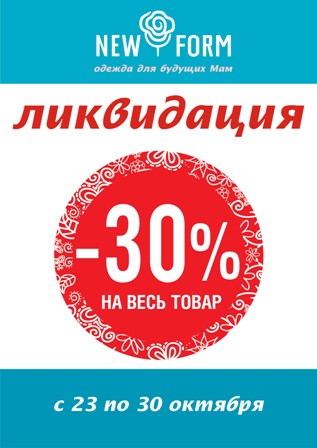 NEW FORM
одежда для будущих Мам
ликвидация
-30%
НА ВЕСЬ ТОВАР
с 23 по 30 октября